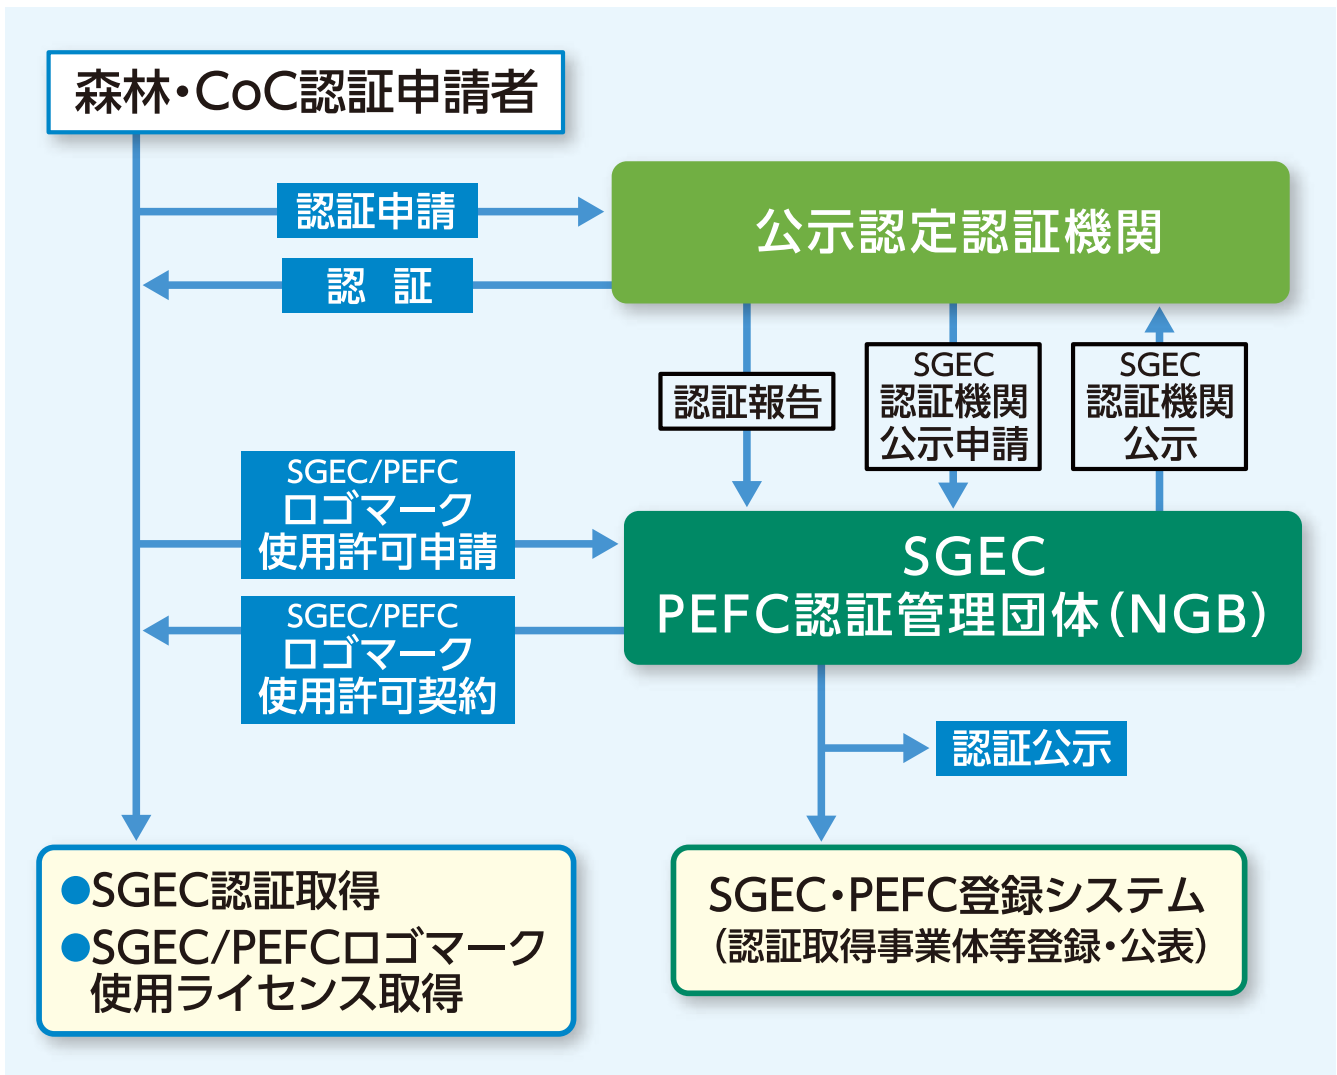 森林・CoC認証申請者
認証申請
公示認定認証機関
認 証
認証報告
SGEC
認証機関
公示申請
SGEC
認証機関
公示
SGEC/PEFC
ロゴマーク
使用許可申請
SGEC
PEFC認証管理団体（NGB）
SGEC/PEFC
ロゴマーク
使用許可契約
認証公示
●SGEC認証取得
●SGEC/PEFCロゴマーク
使用ライセンス取得
SGEC・PEFC登録システム
（認証取得事業体等登録・公表）